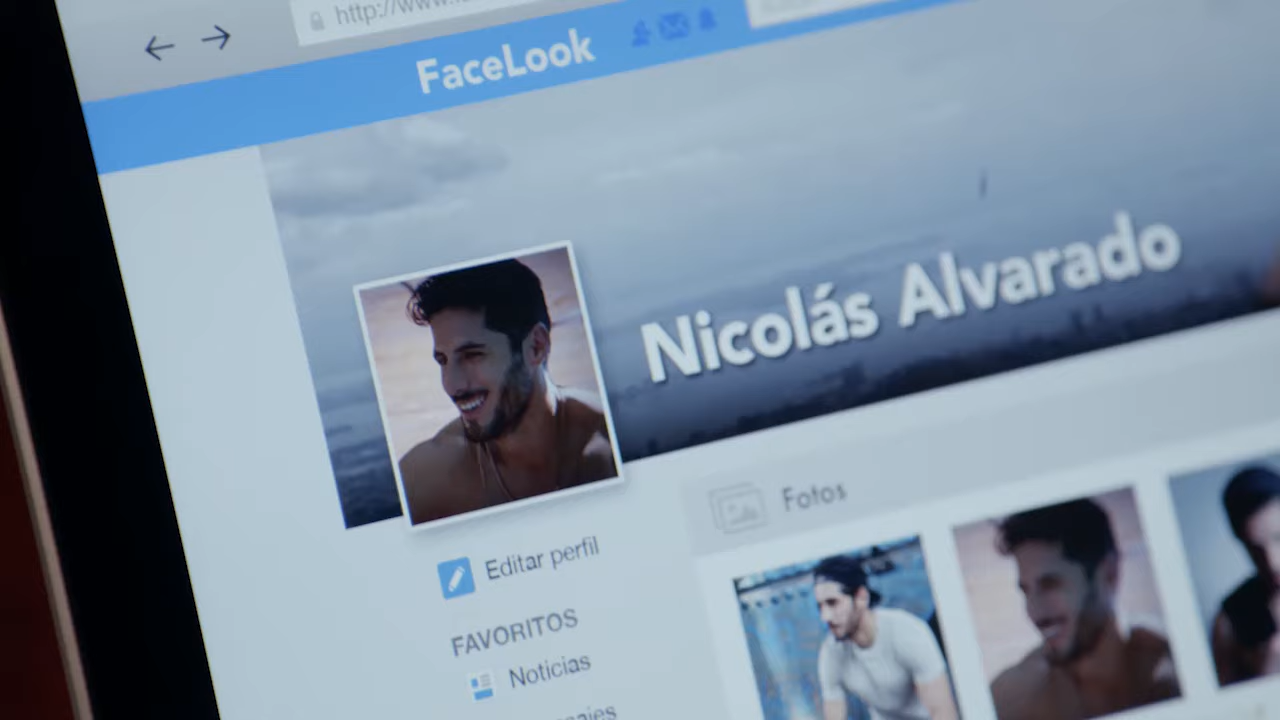 http://www.
FaceLook
Nicolás Alvarado
Fotos
Editar perfil
FAVORITOS
Noticias